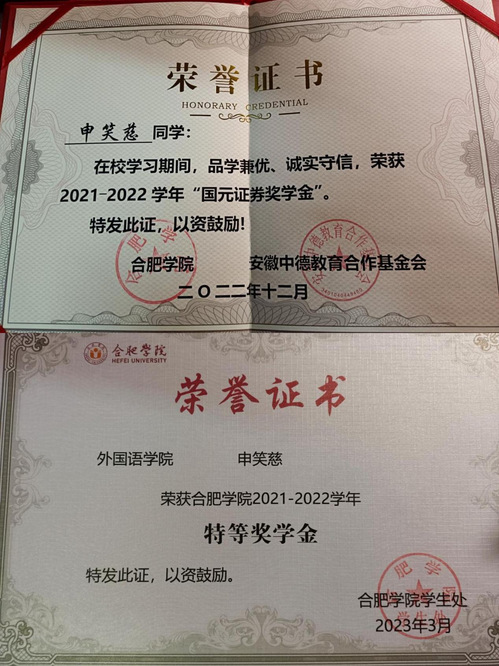 荣誉证书
HONORARY CREDENTIAL
申笑慈 同学：
在校学习期间，品学兼优、诚实守信，荣获
2021-2022 学年“国元证券奖学金”。
特发此证，以资鼓励！
合肥学院 安徽中德教育合作基金会
二〇二二年十二月
合肥学院
HEFEI UNIVERSITY
荣誉证书
外国语学院 申笑慈
荣获合肥学院2021-2022学年
特等奖学金
特发此证，以资鼓励。
合肥学院学生处
2023年3月